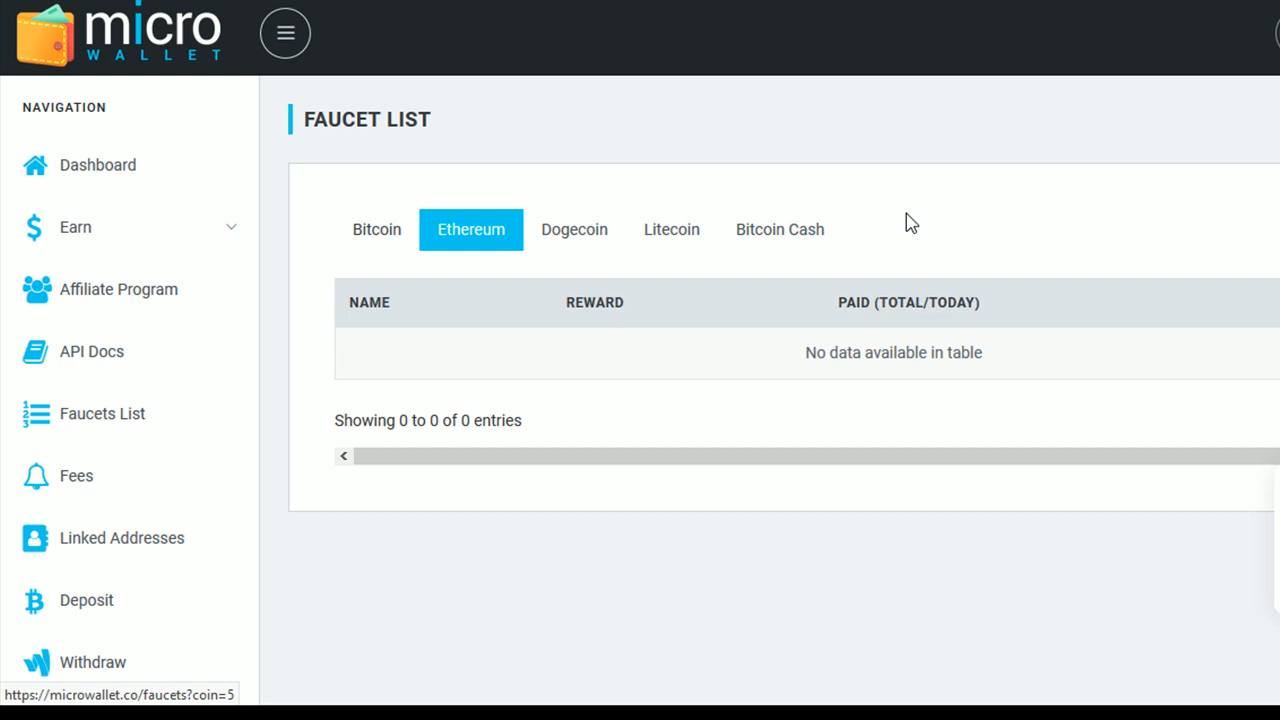 micro
WALLET
NAVIGATION
Dashboard
Earn
Affiliate Program
API Docs
Faucets List
Fees
Linked Addresses
Deposit
Withdraw
FAUCET LIST
Bitcoin Ethereum Dogecoin Litecoin Bitcoin Cash
NAME REWARD PAID (TOTAL/TODAY)
No data available in table
Showing 0 to 0 of 0 entries
https://microwallet.co/faucets?coin=5